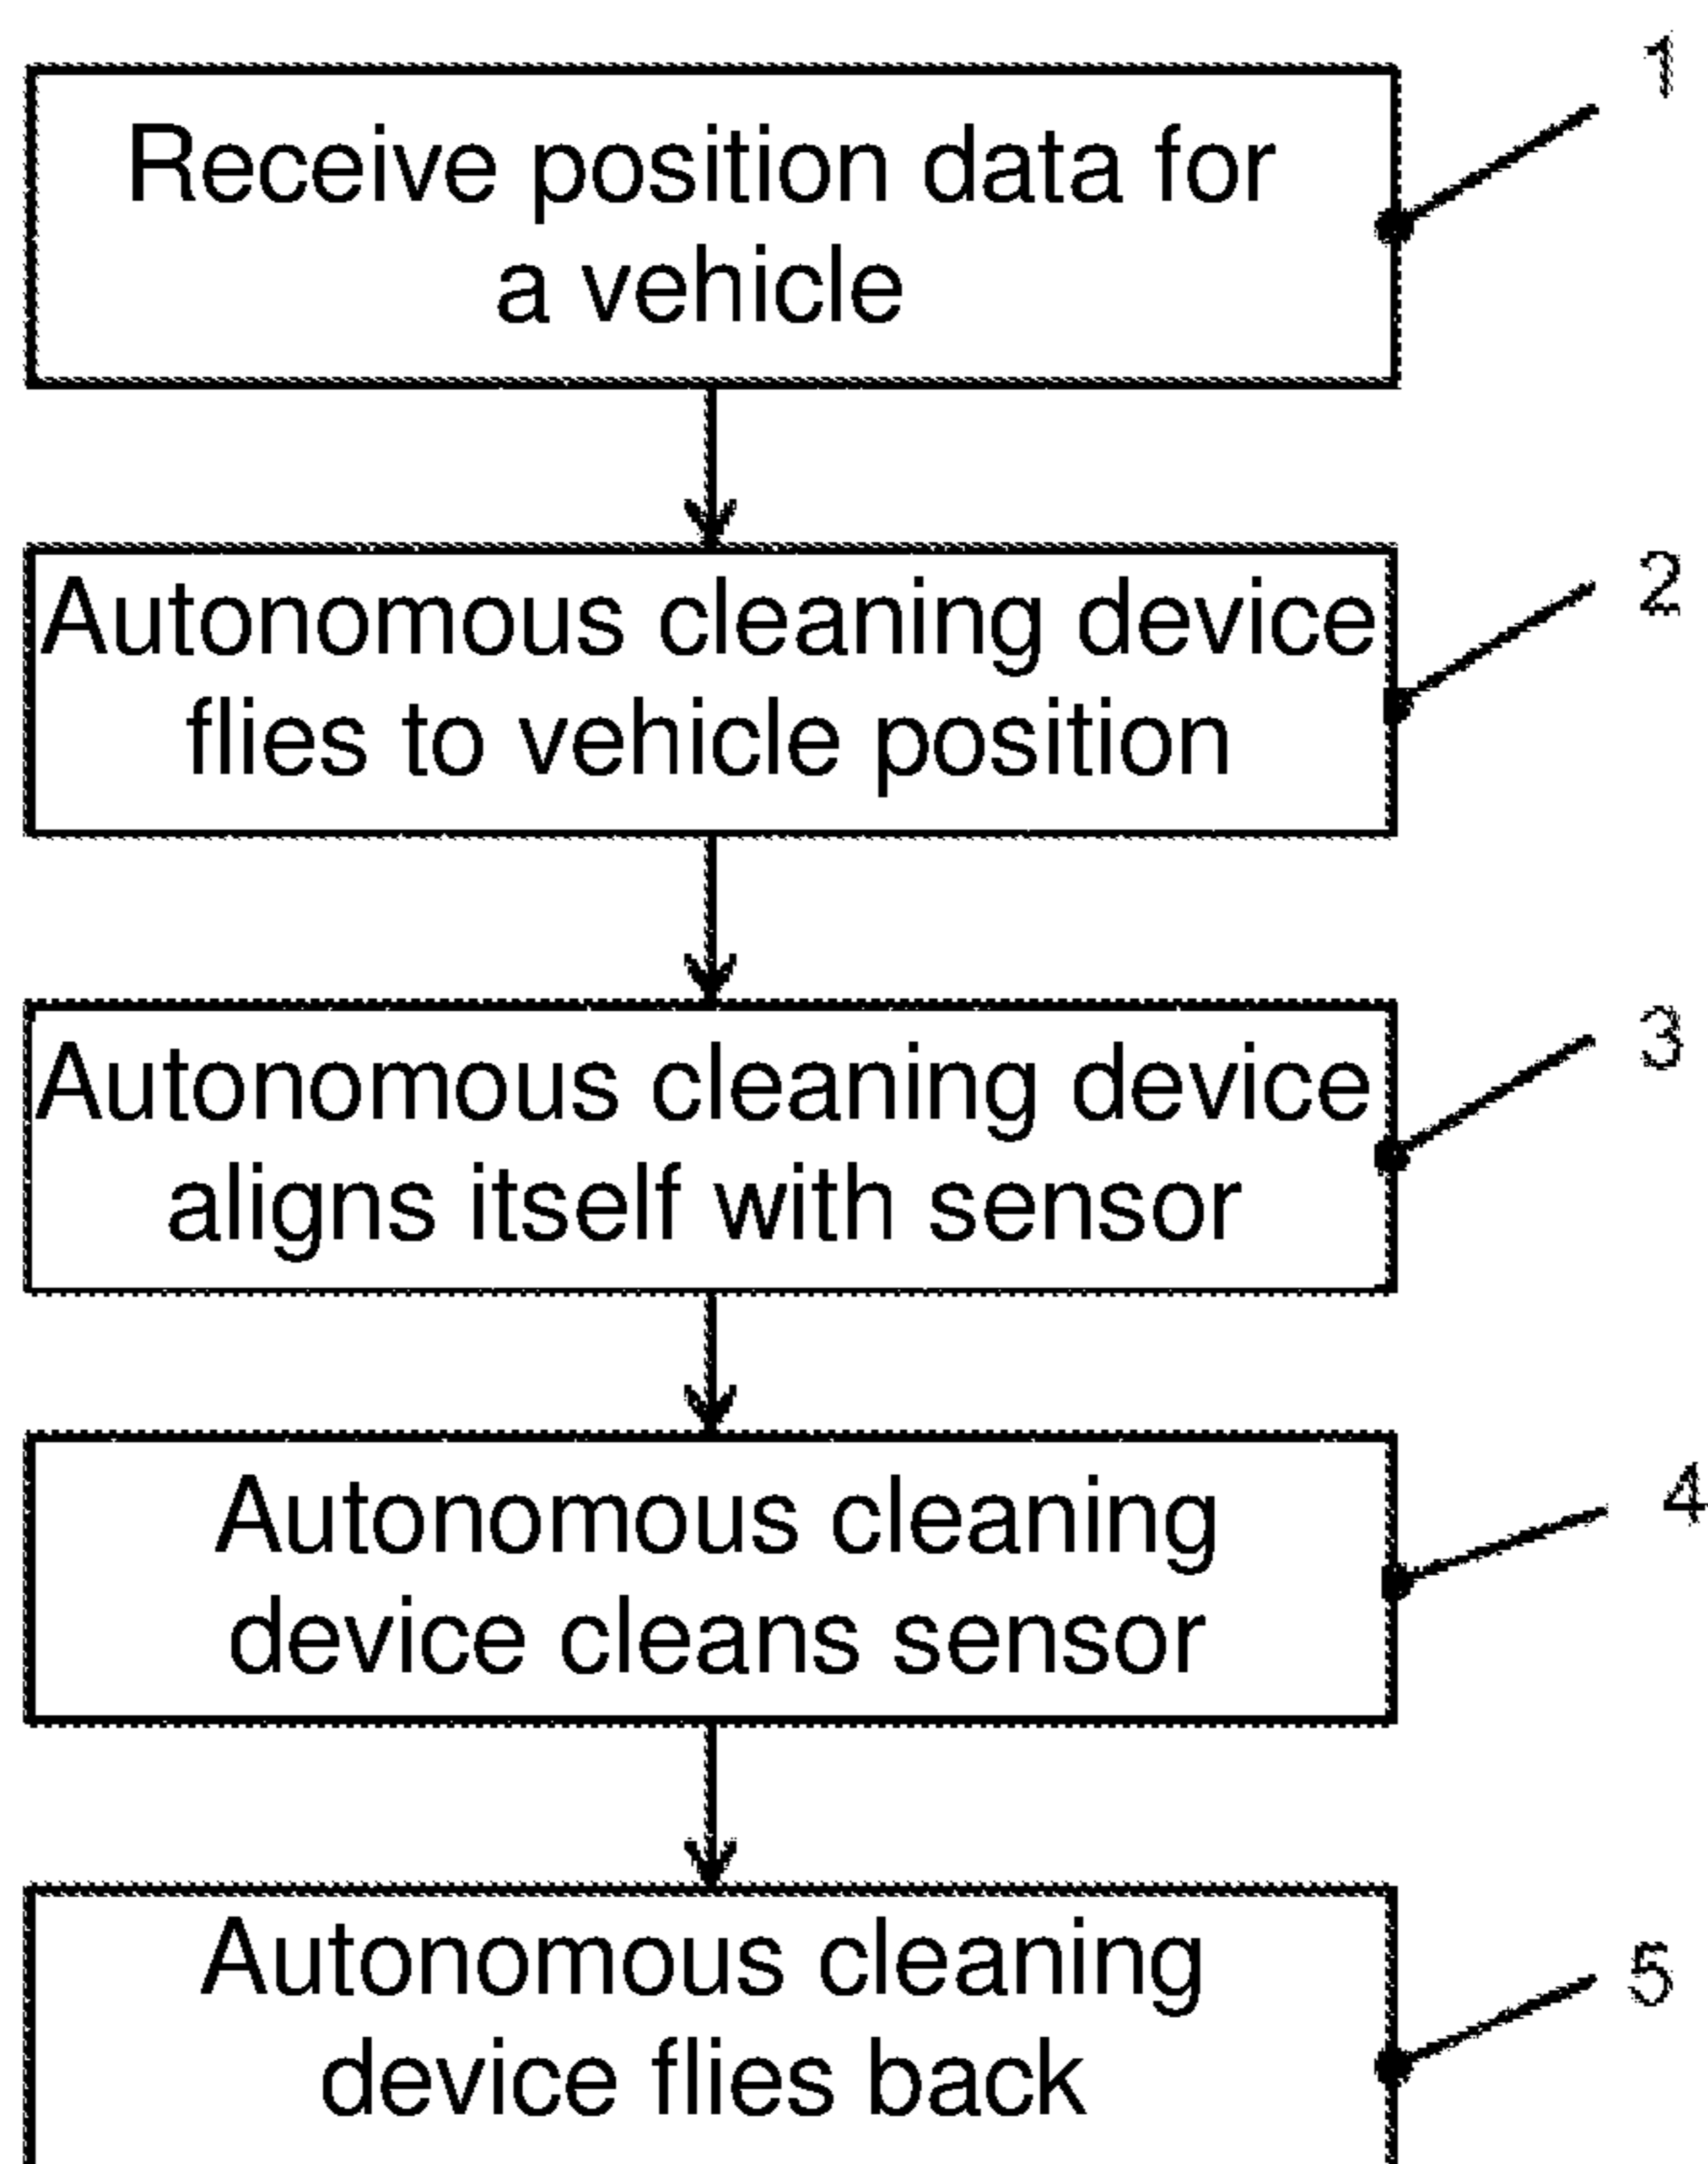 1
Receive position data for
a vehicle
2
Autonomous cleaning device
flies to vehicle position
3
Autonomous cleaning device
aligns itself with sensor
4
Autonomous cleaning
device cleans sensor
5
Autonomous cleaning
device flies back